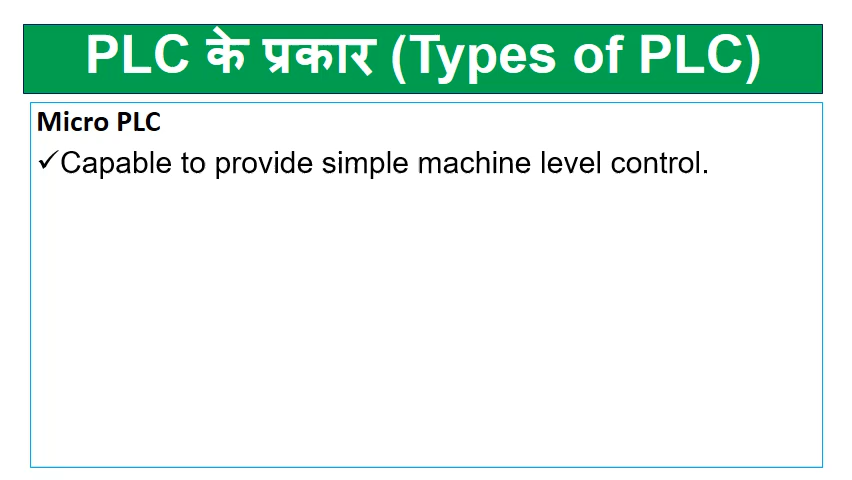 PLC के प्रकार (Types of PLC)
Micro PLC
✓Capable to provide simple machine level control.